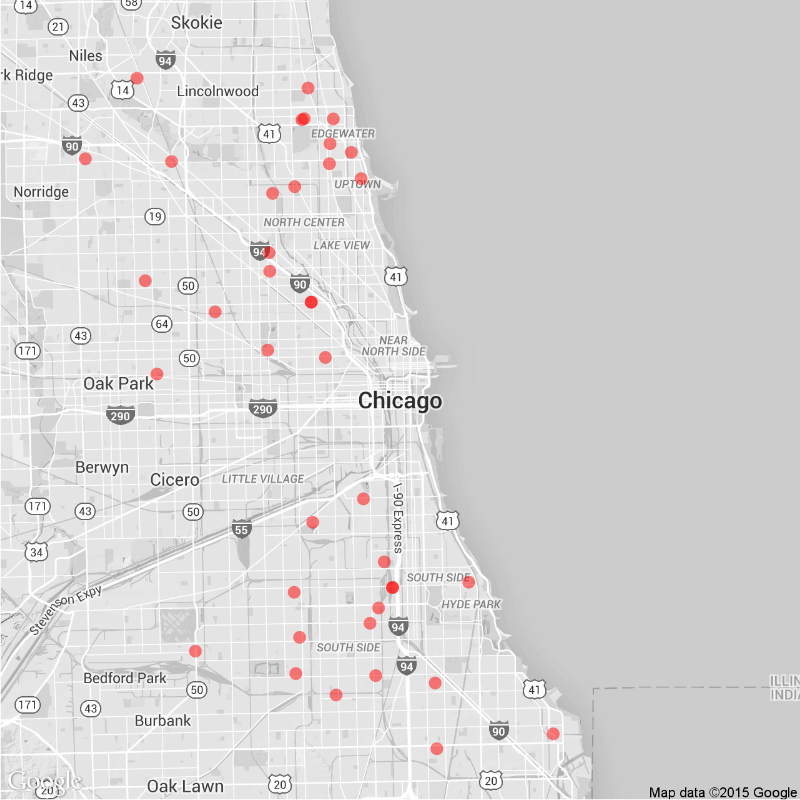 14
58
21
Skokie
Niles
94
rk Ridge
14
Lincolnwood
43
41
EDGEWATER
90
Norridge
UPTOWN
19
NORTH CENTER
94
LAKE VIEW
41
50
90
64
43
171
50
NEAR
NORTH SIDE
Oak Park
290
290
Chicago
Berwyn
Cicero
LITTLE VILLAGE
171
43
50
I-90 Express
41
55
34
SOUTH SIDE
Stevenson Expy
HYDE PARK
94
SOUTH SIDE
94
Bedford Park
ILLIN
INDIA
50
41
171
43
Burbank
90
Google
Oak Lawn
20
20
20
Map data ©2015 Google